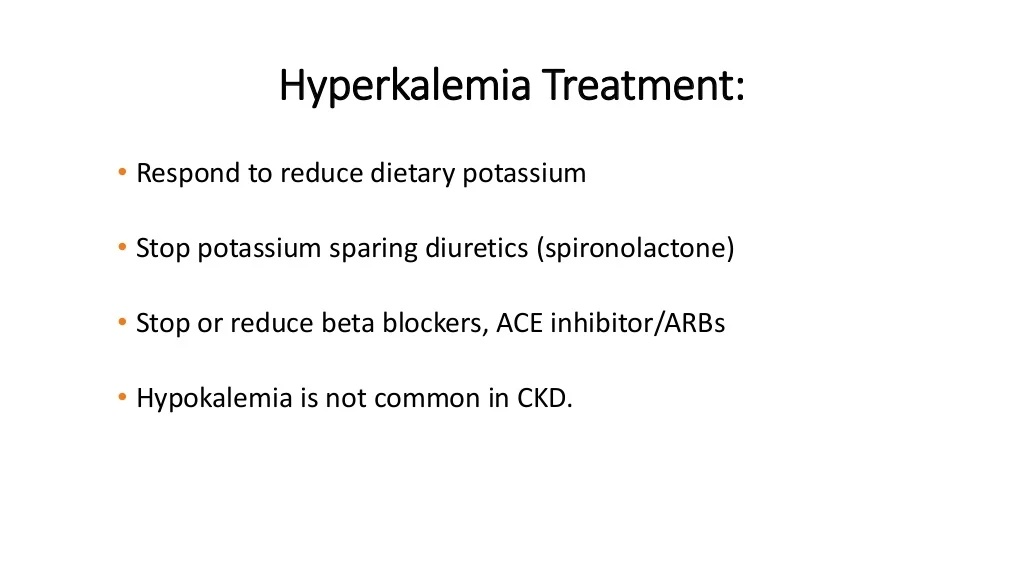 Hyperkalemia Treatment:
• Respond to reduce dietary potassium
• Stop potassium sparing diuretics (spironolactone)
• Stop or reduce beta blockers, ACE inhibitor/ARBs
• Hypokalemia is not common in CKD.